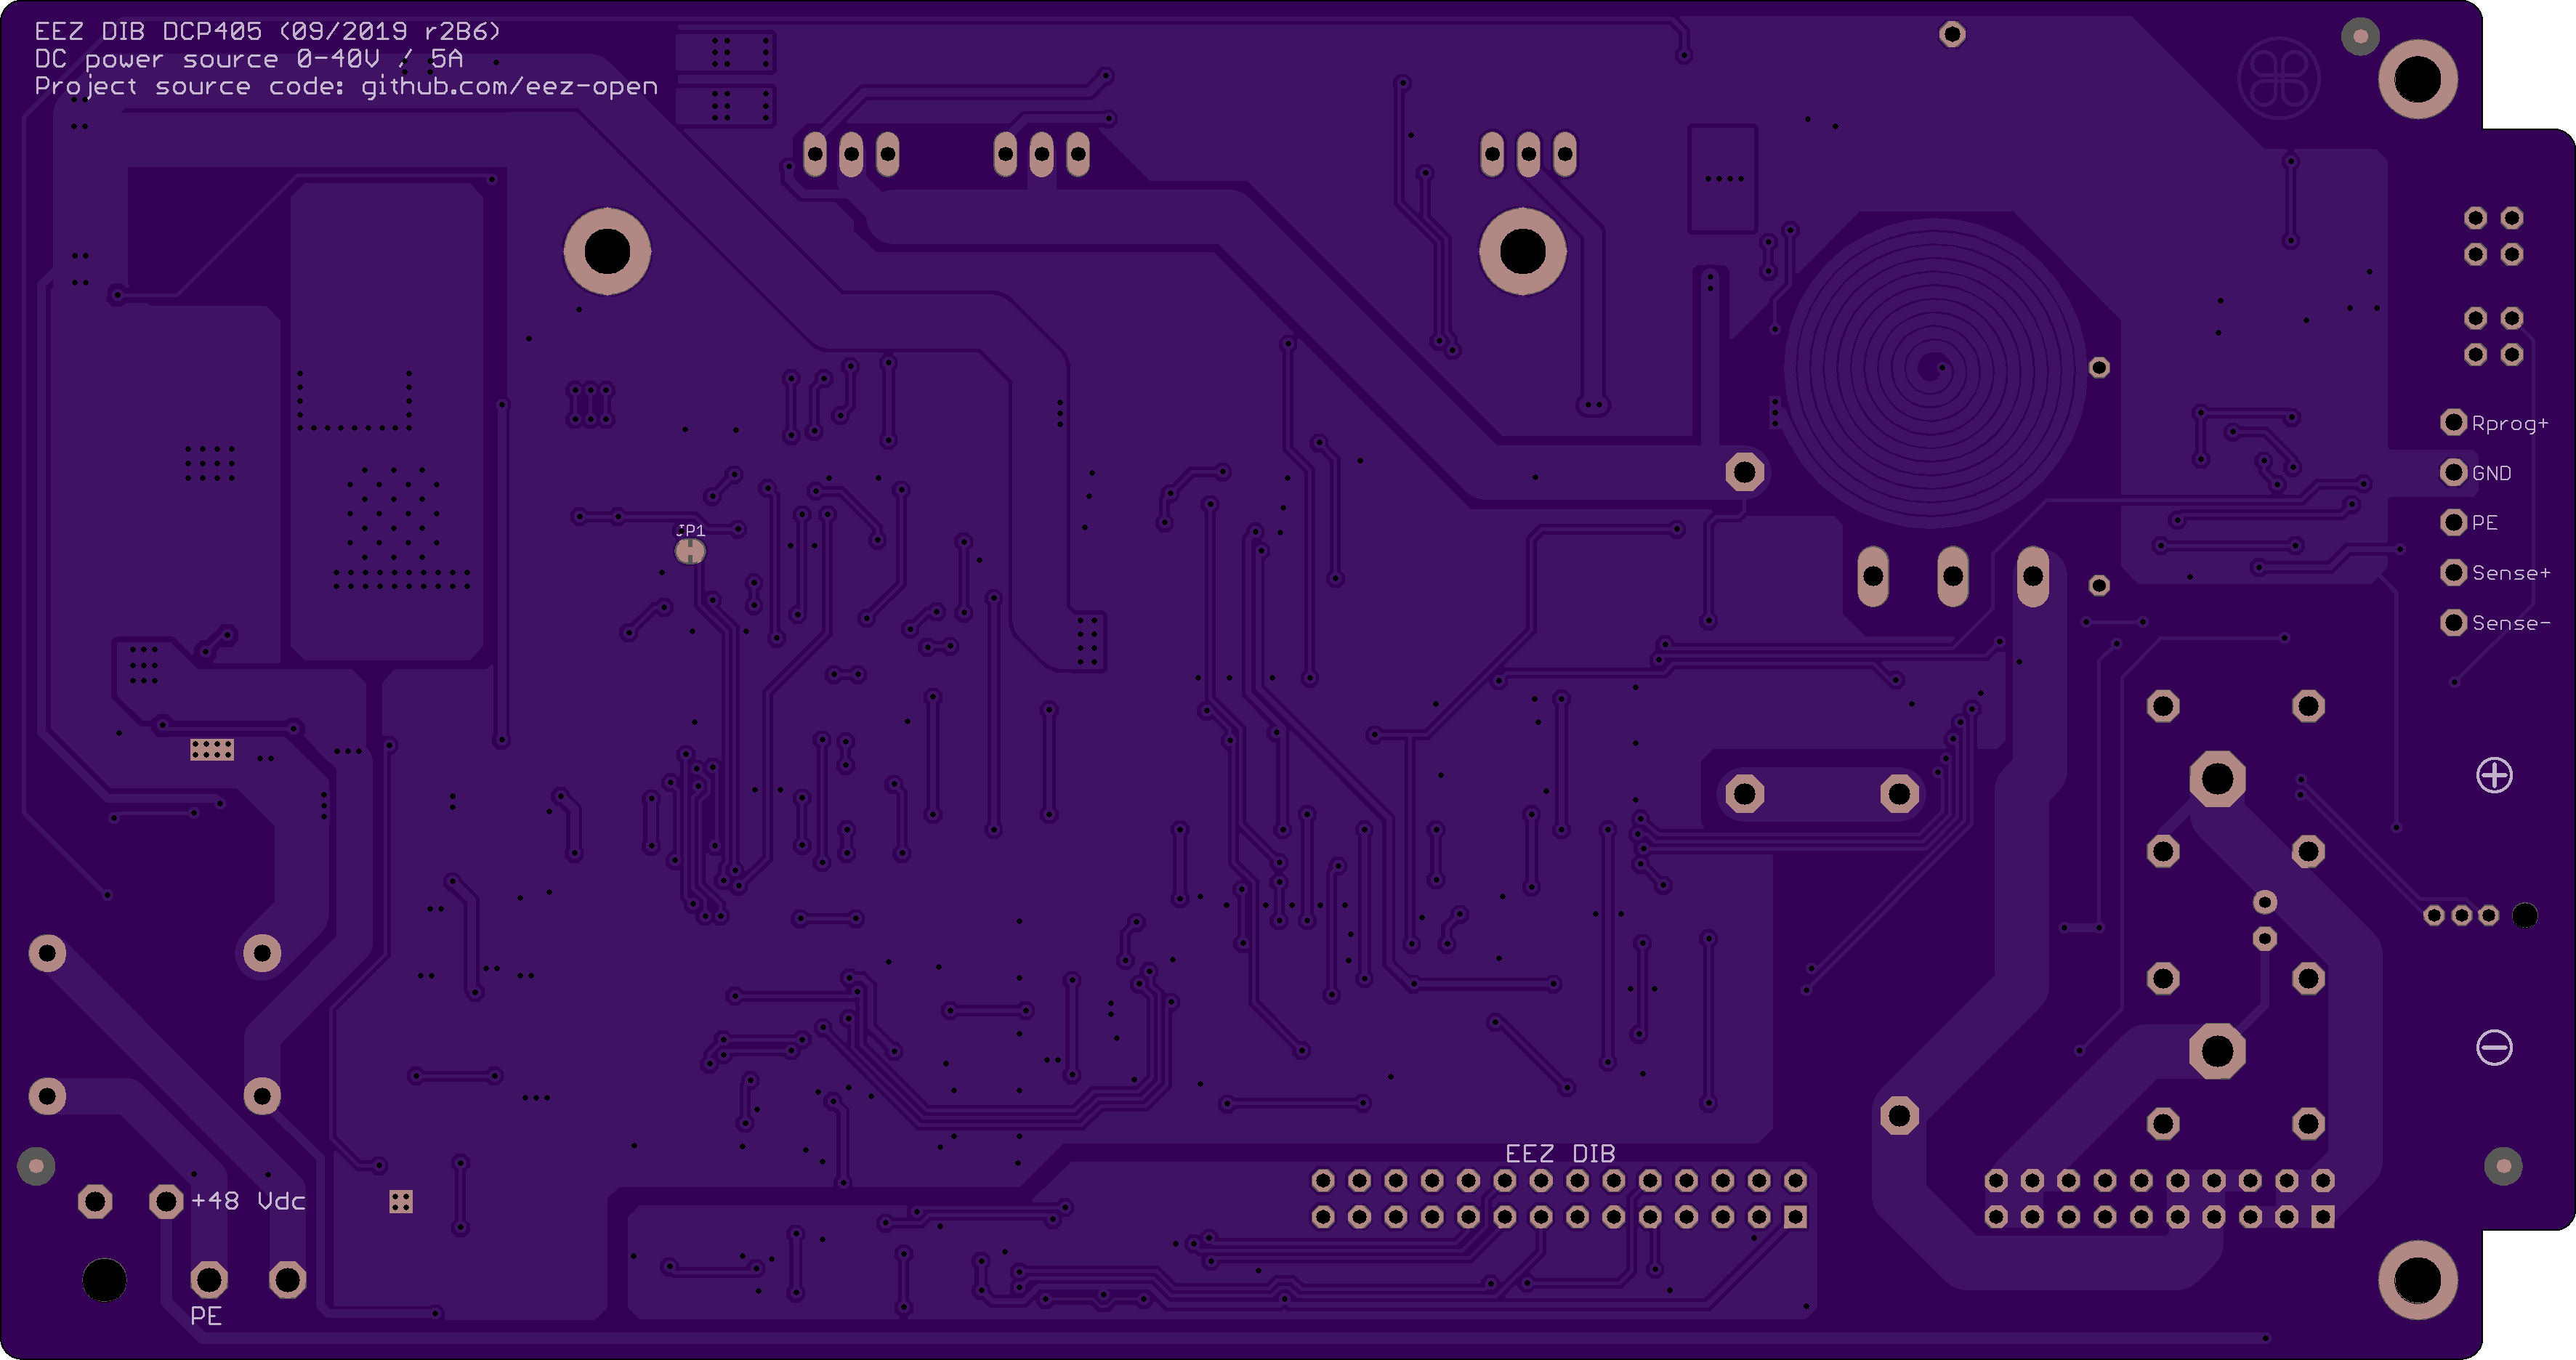 EEZ DIB DCP405 (09/2019 r2B6)
DC power source 0-40V / 5A
Project source code: github.com/eez-open
Rprog+
GND
PE
Sense+
Sense-
JP1
+
-
EEZ DIB
+48 Vdc
PE